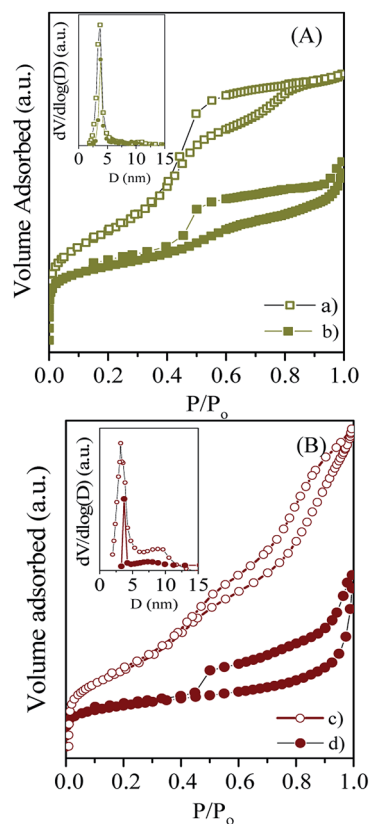 (A)
dV/dlog(D) (a.u.)
0 5 10 15
D (nm)
Volume Adsorbed (a.u.)
a)
b)
0.0 0.2 0.4 0.6 0.8 1.0
P/Po
(B)
dV/dlog(D) (a.u.)
0 5 10 15
D (nm)
Volume adsorbed (a.u.)
c)
d)
0.0 0.2 0.4 0.6 0.8 1.0
P/Po